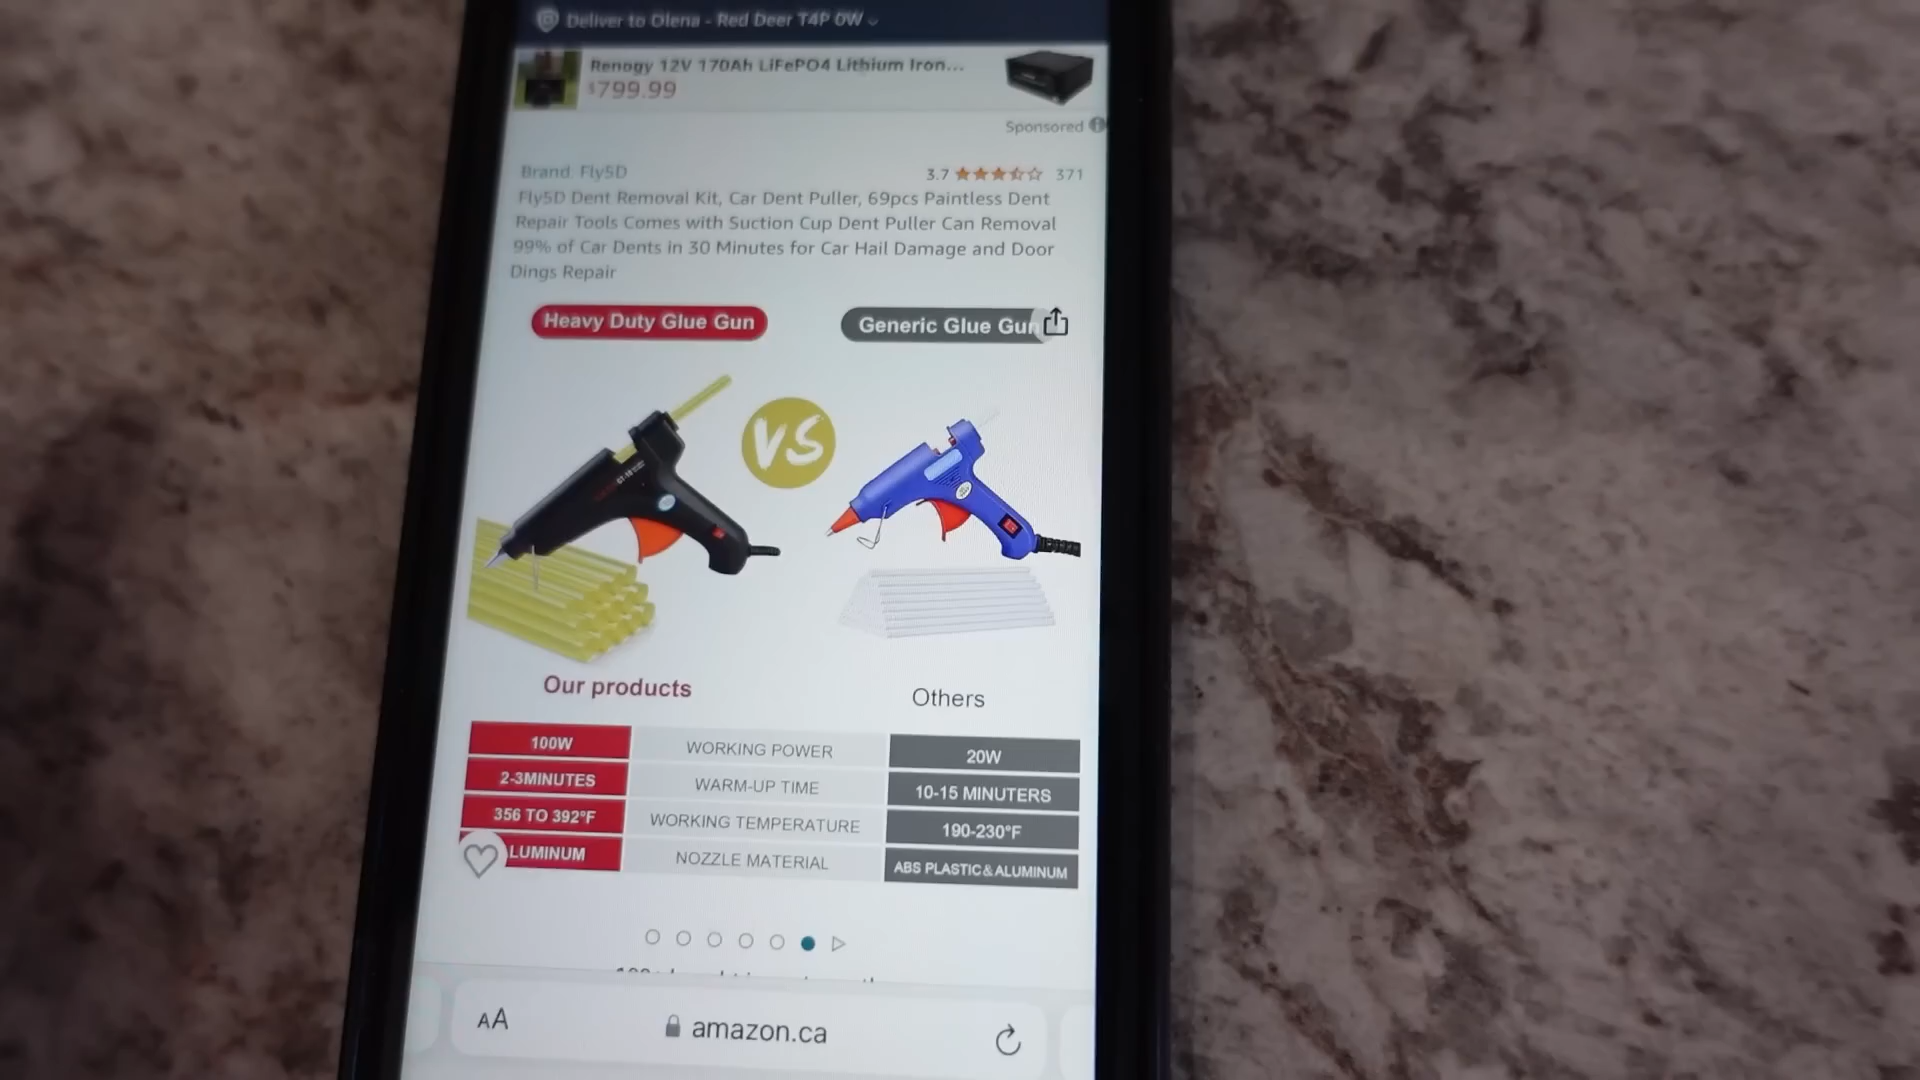 Deliver to Olena - Red Deer T4P 0W
Renogy 12V 170Ah LiFePO4 Lithium Iron...
$799.99
Sponsored
Brand: Fly5D
3.7
371
Fly5D Dent Removal Kit, Car Dent Puller, 69pcs Paintless Dent
Repair Tools Comes with Suction Cup Dent Puller Can Removal
99% of Car Dents in 30 Minutes for Car Hail Damage and Door
Dings Repair
Heavy Duty Glue Gun
Generic Glue Gun
VS
Our products
Others
100W WORKING POWER 20W
2-3MINUTES WARM-UP TIME 10-15 MINUTERS
356 TO 392°F WORKING TEMPERATURE 190-230°F
LUMINUM NOZZLE MATERIAL ABS PLASTIC&ALUMINUM
AA
amazon.ca